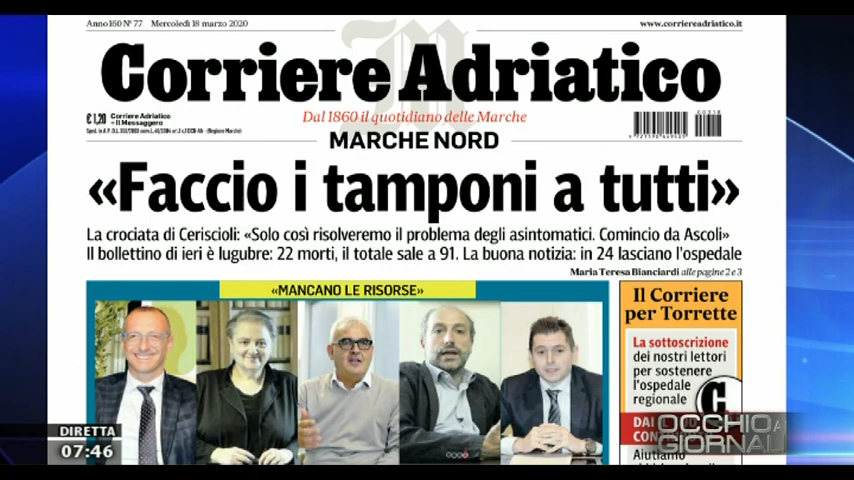 Anno 160 N° 77 Mercoledì 18 marzo 2020
www.corriereadriatico.it
Corriere Adriatico
€ 1,20 Corriere Adriatico
+ Il Messaggero
Dal 1860 il quotidiano delle Marche
MARCHE NORD
«Faccio i tamponi a tutti»
La crociata di Ceriscioli: «Solo così risolveremo il problema degli asintomatici. Comincio da Ascoli»
Il bollettino di ieri è lugubre: 22 morti, il totale sale a 91. La buona notizia: in 24 lasciano l'ospedale
Maria Teresa Bianciardi alle pagine 2 e 3
«MANCANO LE RISORSE»
Il Corriere
per Torrette
La sottoscrizione
dei nostri lettori
per sostenere
l'ospedale
regionale
Aiutiamo
DIRETTA
07:46
OCCHIO AI
GIORNALI